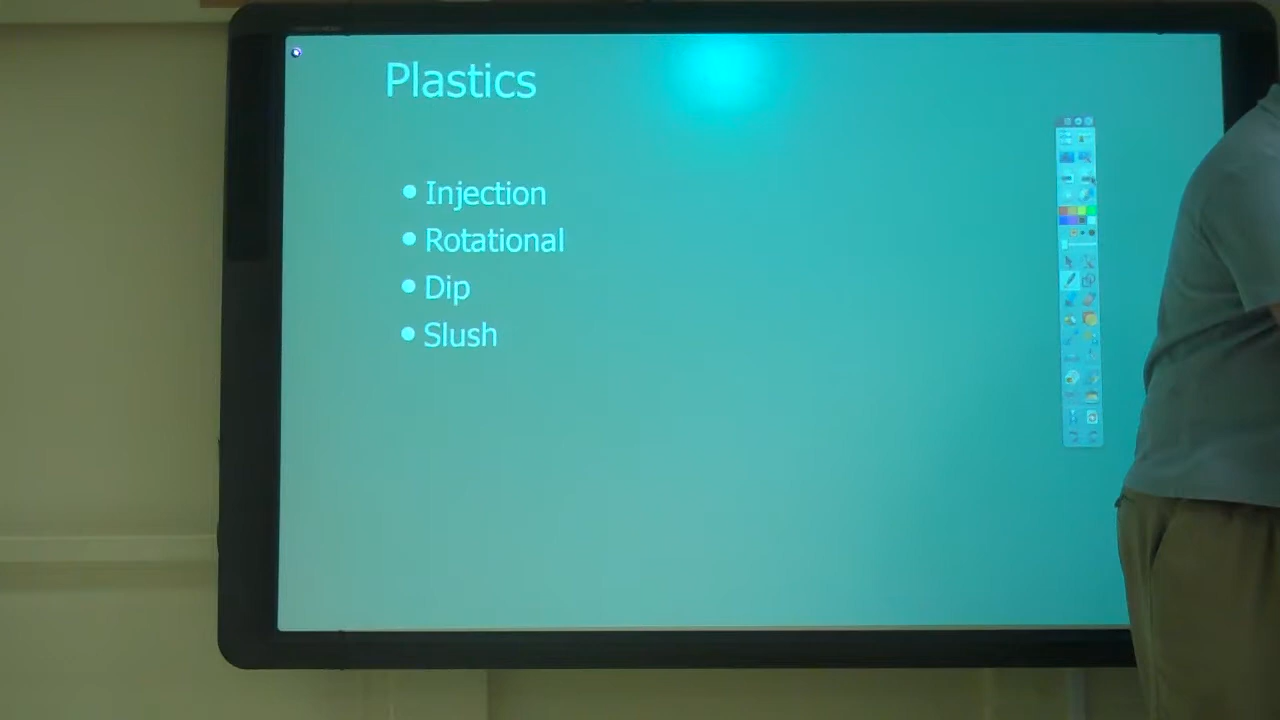 Plastics
• Injection
• Rotational
• Dip
• Slush